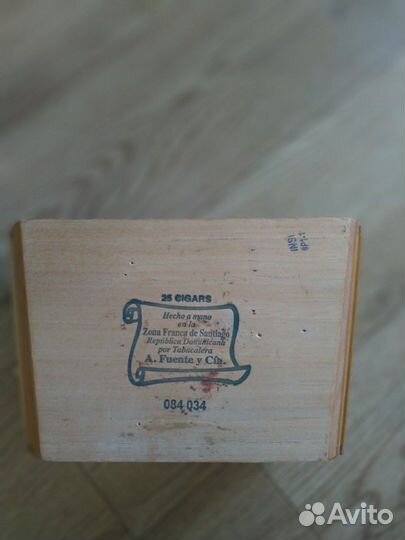 25 CIGARS
Hecho a mano
en la
Zona Franca de Santiago
República Dominicana
por Tabacalera
A. Fuente y Cía.
084 034
INSI
Avito